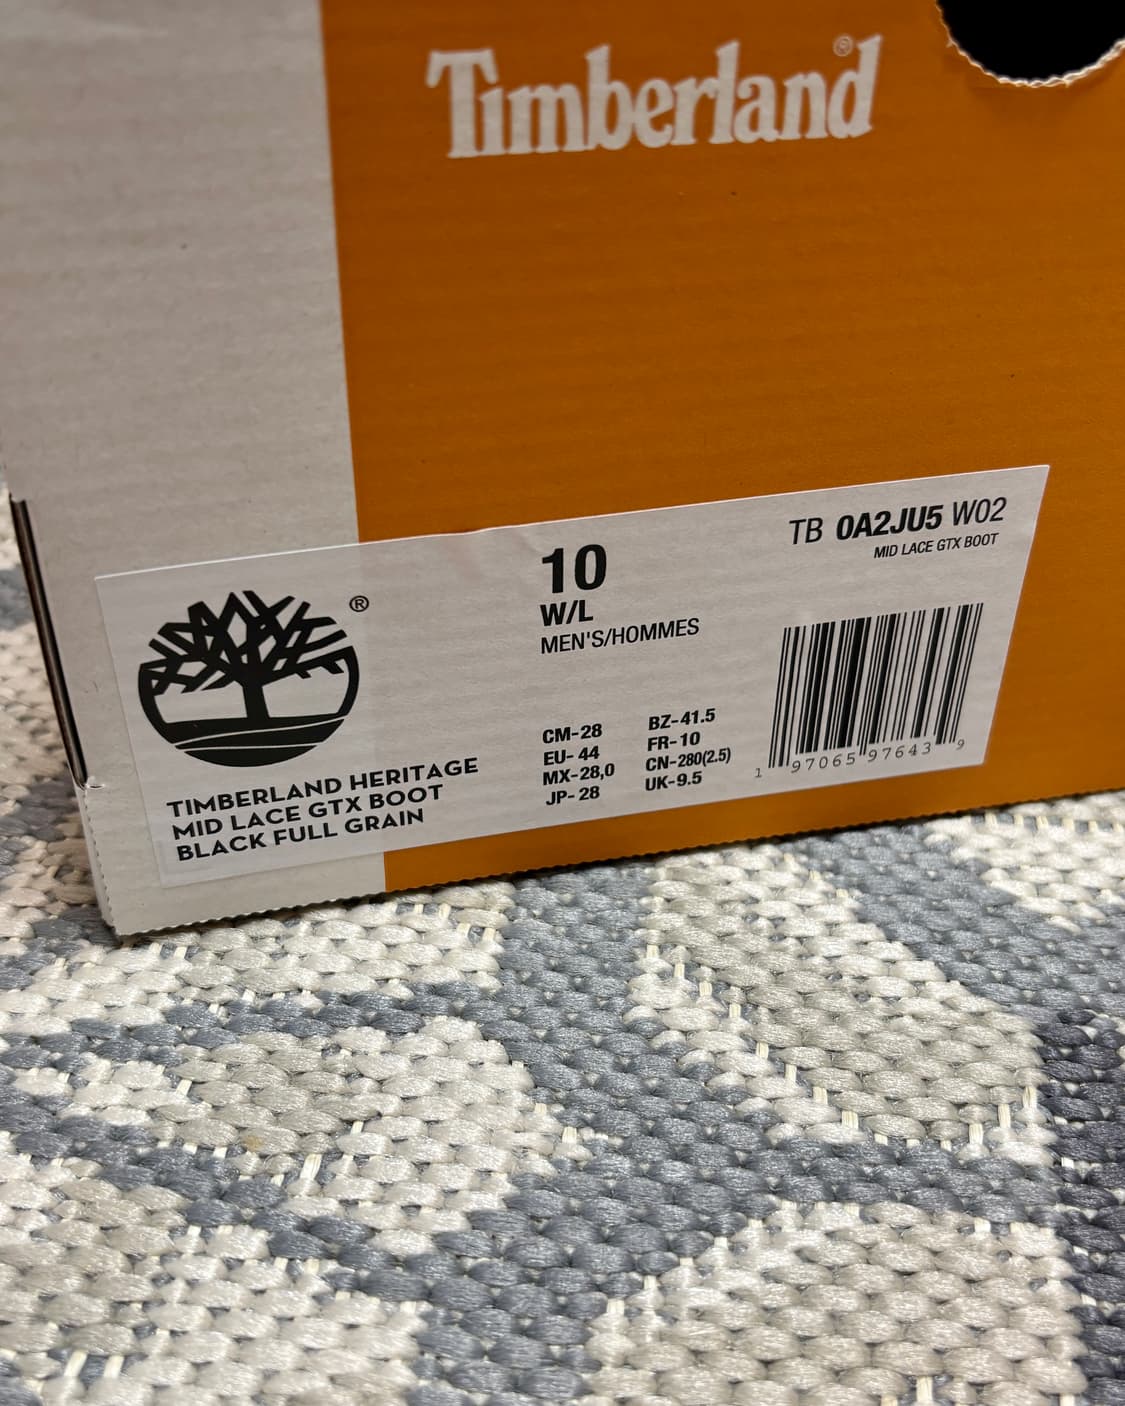 Timberland®
TB 0A2JU5 W02
MID LACE GTX BOOT
10
W/L
MEN'S/HOMMES
®
CM-28 BZ-41.5
EU-44 FR-10
MX-28,0 CN-280(2.5)
JP-28 UK-9.5
1 97065 97643 9
TIMBERLAND HERITAGE
MID LACE GTX BOOT
BLACK FULL GRAIN